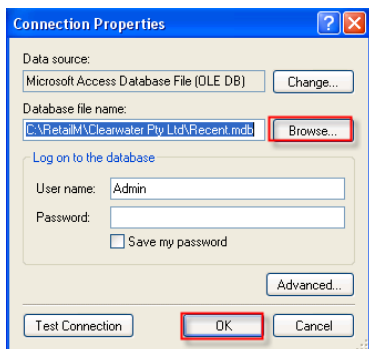 Connection Properties
Data source:
Microsoft Access Database File (OLE DB)
Change...
Database file name:
C:\RetailM\Clearwater Pty Ltd\Recent.mdb
Browse...
Log on to the database
User name:
Admin
Password:
Save my password
Advanced...
Test Connection
OK
Cancel